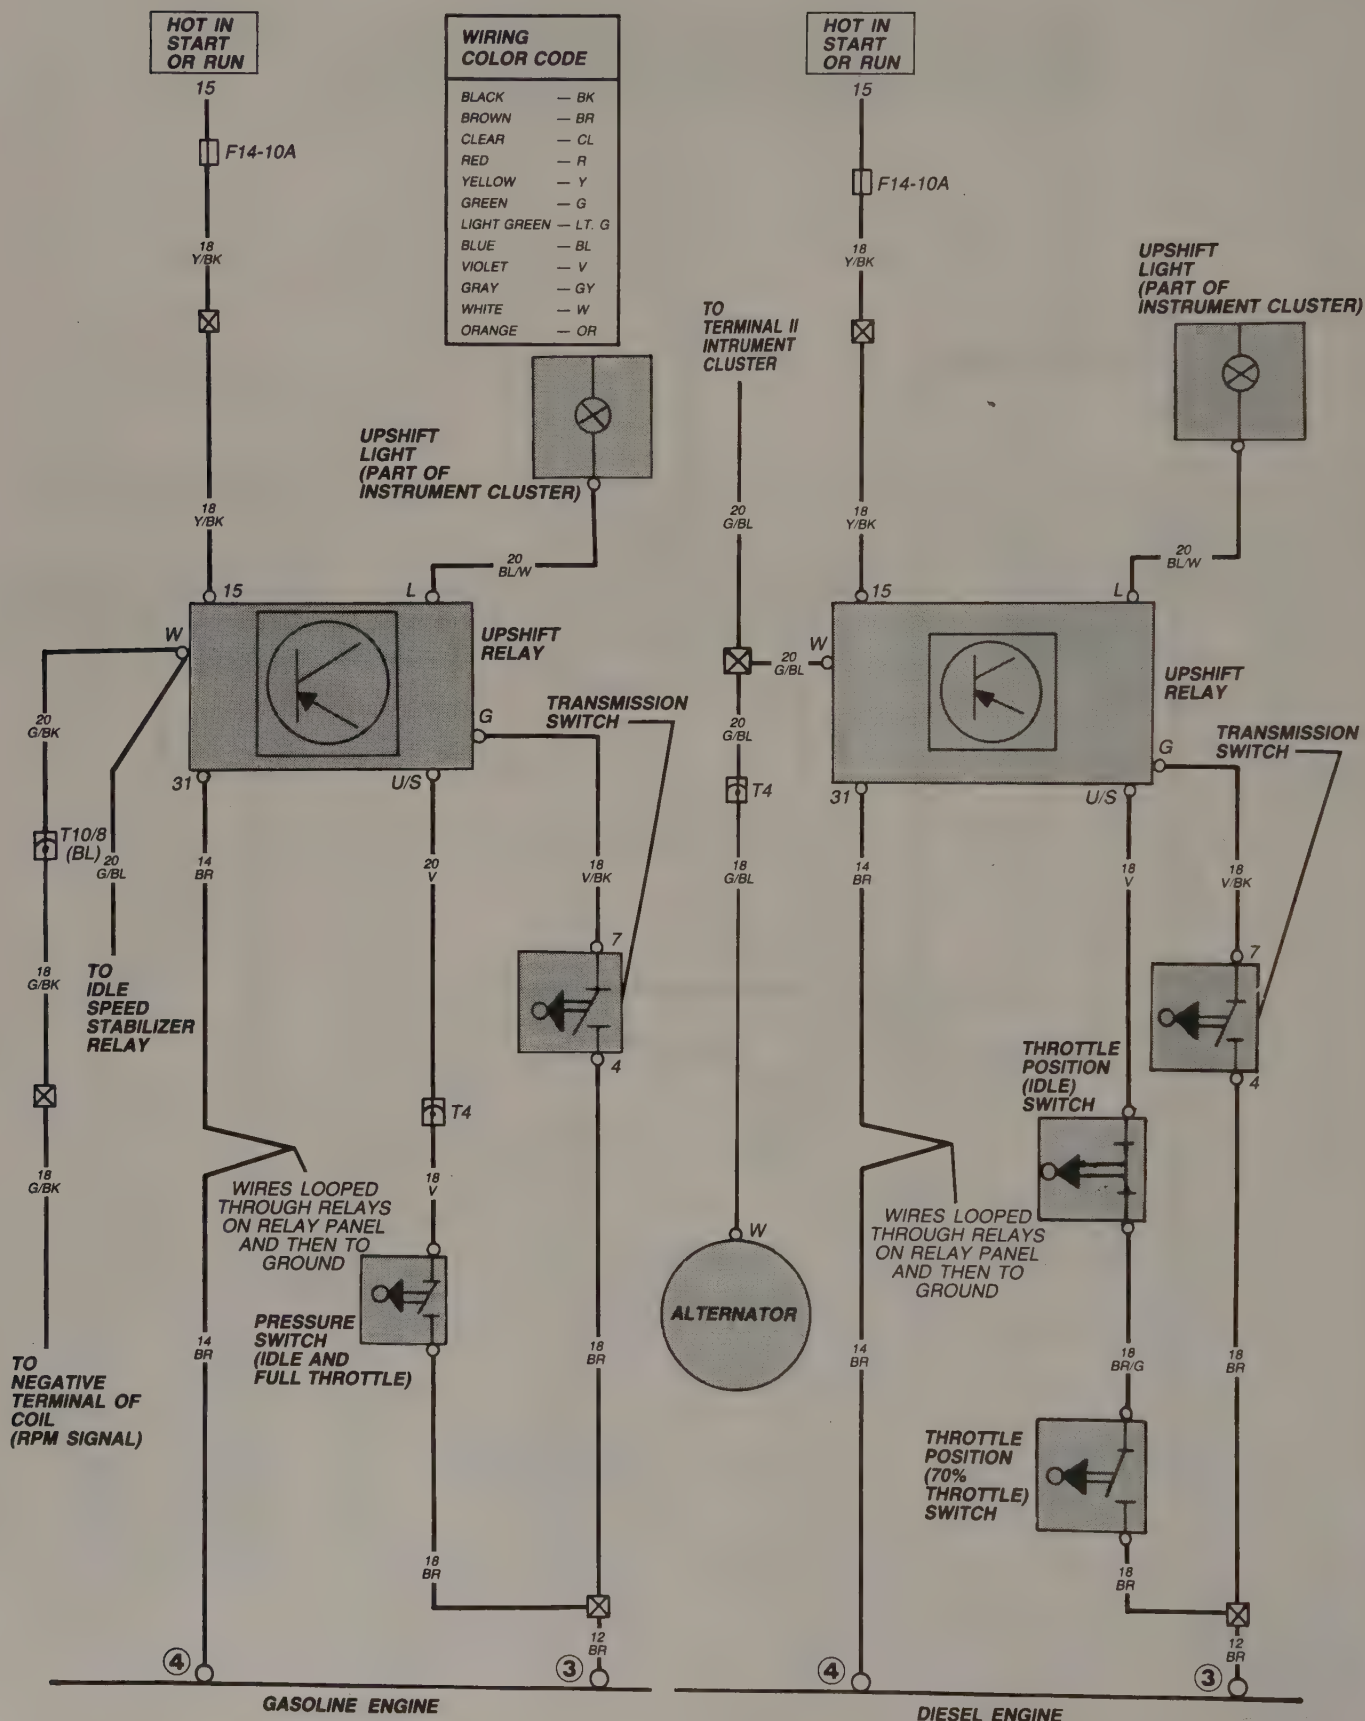 HOT IN
START
OR RUN
15
F14-10A
18
Y/BK
18
Y/BK
WIRING
COLOR CODE
BLACK — BK
BROWN — BR
CLEAR — CL
RED — R
YELLOW — Y
GREEN — G
LIGHT GREEN — LT. G
BLUE — BL
VIOLET — V
GRAY — GY
WHITE — W
ORANGE — OR
UPSHIFT
LIGHT
(PART OF
INSTRUMENT CLUSTER)
20
BL/W
15
L
W
UPSHIFT
RELAY
G
31
U/S
TRANSMISSION
SWITCH
20
G/BK
T10/8
(BL)
20
G/BL
14
BR
20
V
18
V/BK
18
G/BK
TO
IDLE
SPEED
STABILIZER
RELAY
7
4
T4
18
G/BK
18
V
WIRES LOOPED
THROUGH RELAYS
ON RELAY PANEL
AND THEN TO
GROUND
PRESSURE
SWITCH
(IDLE AND
FULL THROTTLE)
14
BR
18
BR
TO
NEGATIVE
TERMINAL OF
COIL
(RPM SIGNAL)
18
BR
12
BR
4
3
GASOLINE ENGINE
HOT IN
START
OR RUN
15
F14-10A
18
Y/BK
UPSHIFT
LIGHT
(PART OF
INSTRUMENT CLUSTER)
TO
TERMINAL II
INTRUMENT
CLUSTER
20
G/BL
18
Y/BK
20
BL/W
15
L
W
20
G/BL
UPSHIFT
RELAY
20
G/BL
G
TRANSMISSION
SWITCH
T4
31
U/S
18
G/BL
14
BR
18
V
18
V/BK
7
4
THROTTLE
POSITION
(IDLE)
SWITCH
WIRES LOOPED
THROUGH RELAYS
ON RELAY PANEL
AND THEN TO
GROUND
W
ALTERNATOR
14
BR
18
BR/G
18
BR
THROTTLE
POSITION
(70%
THROTTLE)
SWITCH
18
BR
12
BR
4
3
DIESEL ENGINE